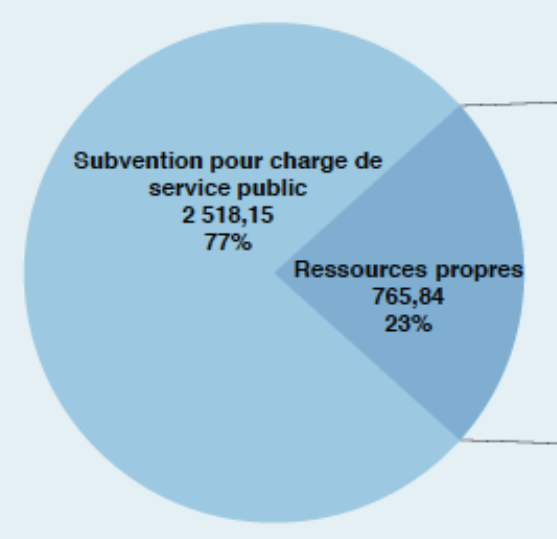 Subvention pour charge de
service public
2 518,15
77%
Ressources propres
765,84
23%